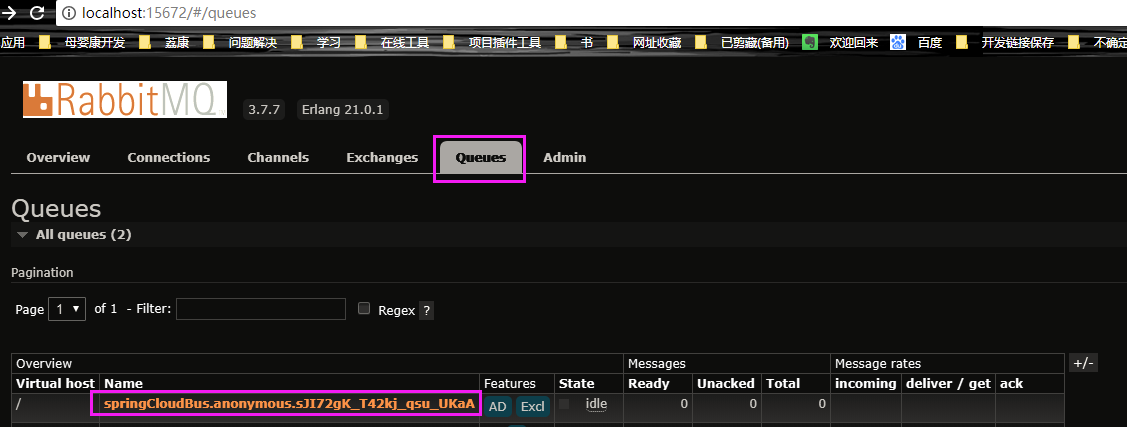 localhost:15672/#/queues
应用 母婴康开发 荔康 问题解决 学习 在线工具 项目插件工具 书 网址收藏 已剪藏(备用) 欢迎回来 百度 开发链接保存 不确定
RabbitMQ 3.7.7 Erlang 21.0.1
Overview Connections Channels Exchanges Queues Admin
Queues
All queues (2)
Pagination
Page 1 of 1 - Filter: Regex ?
Overview Messages Message rates +/-
Virtual host Name Features State Ready Unacked Total incoming deliver / get ack
/ springCloudBus.anonymous.sJI72gK_T42kj_qsu_UKaA AD Excl idle 0 0 0